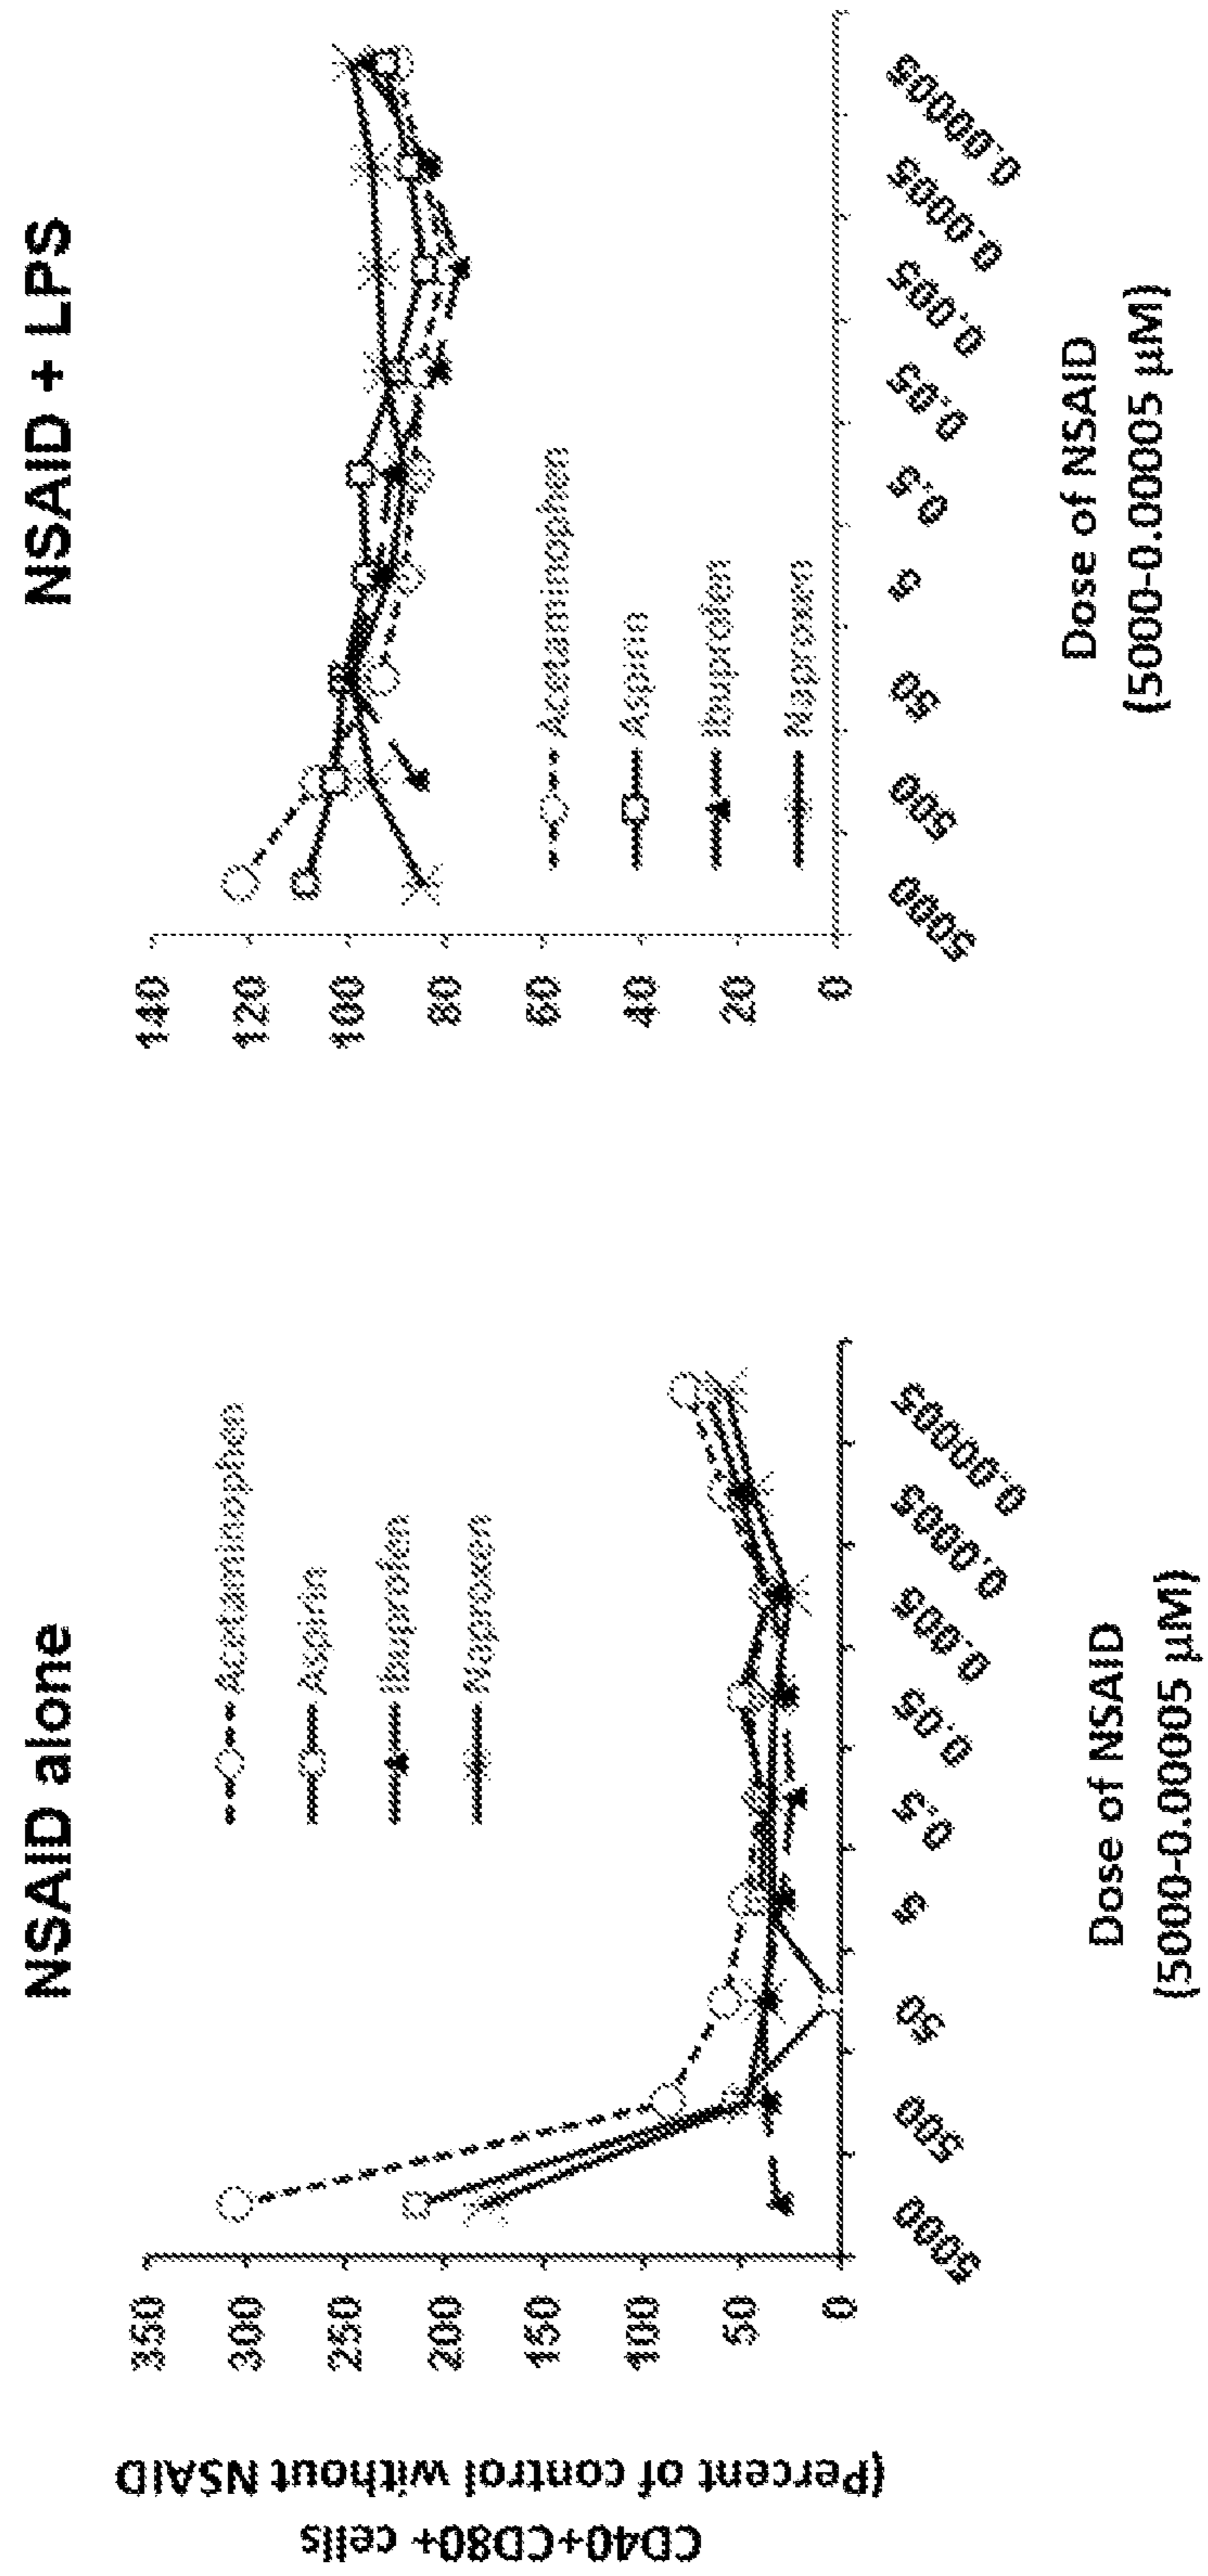 NSAID alone
CD40+CD80+ cells
(Percent of control without NSAID
350
300
250
200
150
100
50
0
Acetaminophen
Aspirin
Ibuprofen
Naproxen
5000
500
50
5
0.5
0.05
0.005
0.0005
0.00005
Dose of NSAID
(5000-0.00005 µM)
NSAID + LPS
140
120
100
80
60
40
20
0
Acetaminophen
Aspirin
Ibuprofen
Naproxen
5000
500
50
5
0.5
0.05
0.005
0.0005
0.00005
Dose of NSAID
(5000-0.00005 µM)